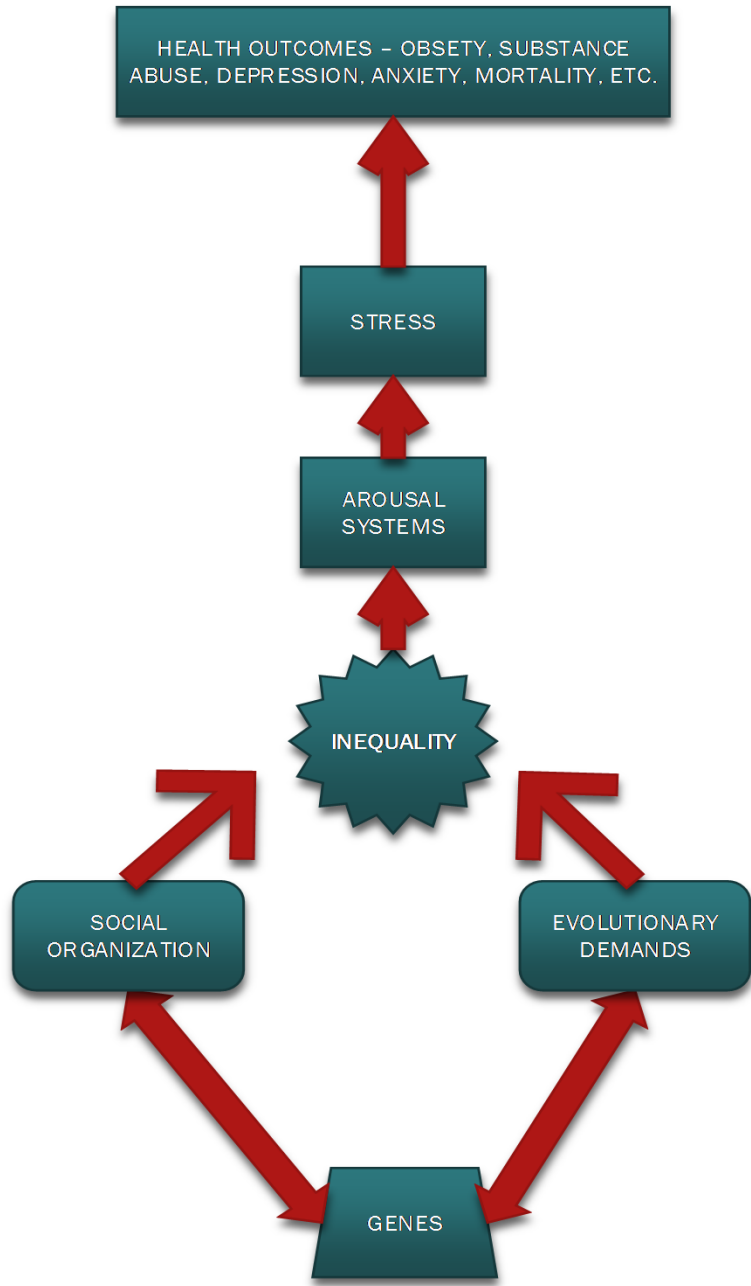 HEALTH OUTCOMES – OBSETY, SUBSTANCE
ABUSE, DEPRESSION, ANXIETY, MORTALITY, ETC.
STRESS
AROUSAL
SYSTEMS
INEQUALITY
SOCIAL
ORGANIZATION
EVOLUTIONARY
DEMANDS
GENES